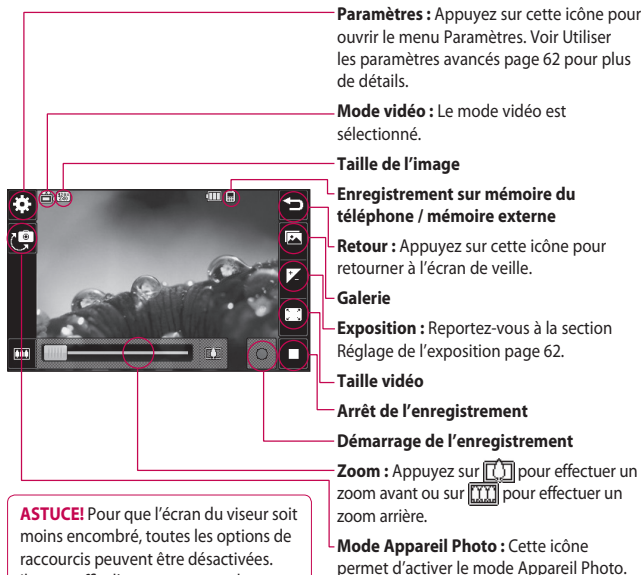 Paramètres : Appuyez sur cette icône pour
ouvrir le menu Paramètres. Voir Utiliser
les paramètres avancés page 62 pour plus
de détails.
Mode vidéo : Le mode vidéo est
sélectionné.
Taille de l'image
Enregistrement sur mémoire du
téléphone / mémoire externe
Retour : Appuyez sur cette icône pour
retourner à l'écran de veille.
Galerie
Exposition : Reportez-vous à la section
Réglage de l'exposition page 62.
Taille vidéo
Arrêt de l'enregistrement
Démarrage de l'enregistrement
Zoom : Appuyez sur pour effectuer un
zoom avant ou sur pour effectuer un
zoom arrière.
Mode Appareil Photo : Cette icône
permet d'activer le mode Appareil Photo.
ASTUCE! Pour que l'écran du viseur soit
moins encombré, toutes les options de
raccourcis peuvent être désactivées.